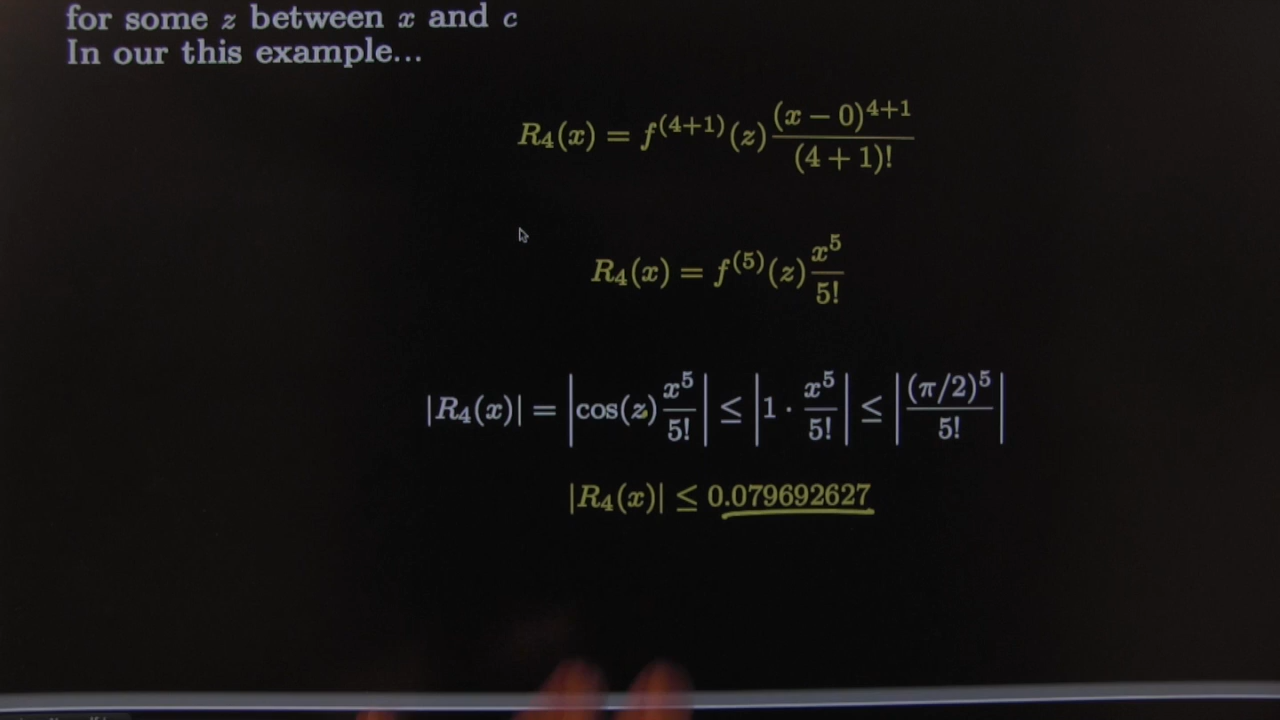 for some z between x and c
In our this example...
R₄(x) = f⁽⁴⁺¹⁾(z) (x − 0)⁴⁺¹ / (4 + 1)!
R₄(x) = f⁽⁵⁾(z) x⁵ / 5!
|R₄(x)| = |cos(z) x⁵ / 5!| ≤ |1 · x⁵ / 5!| ≤ |(π/2)⁵ / 5!|
|R₄(x)| ≤ 0.079692627